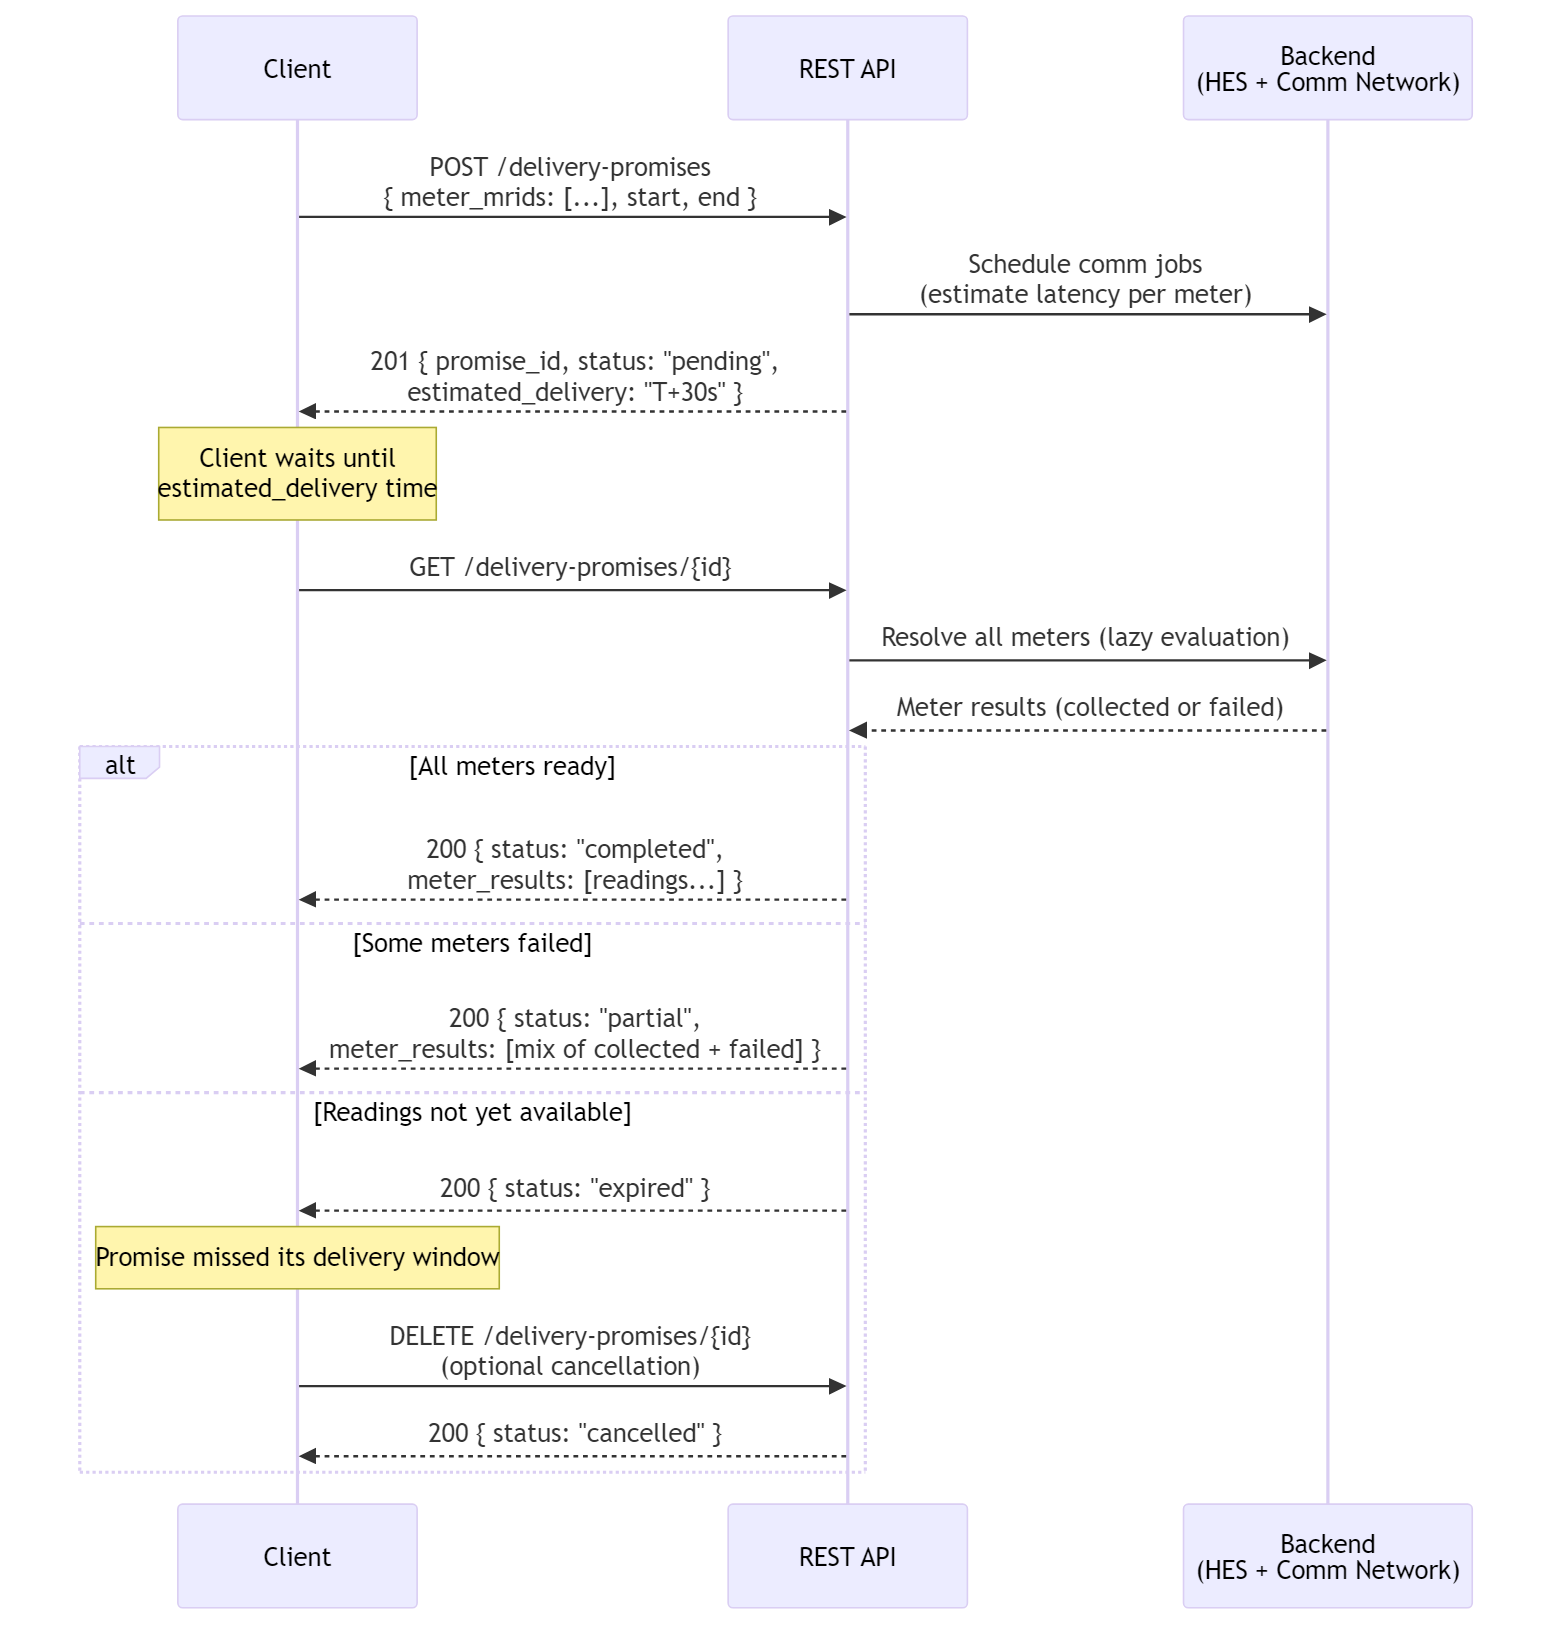 Client
REST API
Backend
(HES + Comm Network)
POST /delivery-promises
{ meter_mrids: [...], start, end }
Schedule comm jobs
(estimate latency per meter)
201 { promise_id, status: "pending",
estimated_delivery: "T+30s" }
Client waits until
estimated_delivery time
GET /delivery-promises/{id}
Resolve all meters (lazy evaluation)
Meter results (collected or failed)
alt
[All meters ready]
200 { status: "completed",
meter_results: [readings...] }
[Some meters failed]
200 { status: "partial",
meter_results: [mix of collected + failed] }
[Readings not yet available]
200 { status: "expired" }
Promise missed its delivery window
DELETE /delivery-promises/{id}
(optional cancellation)
200 { status: "cancelled" }
Client
REST API
Backend
(HES + Comm Network)